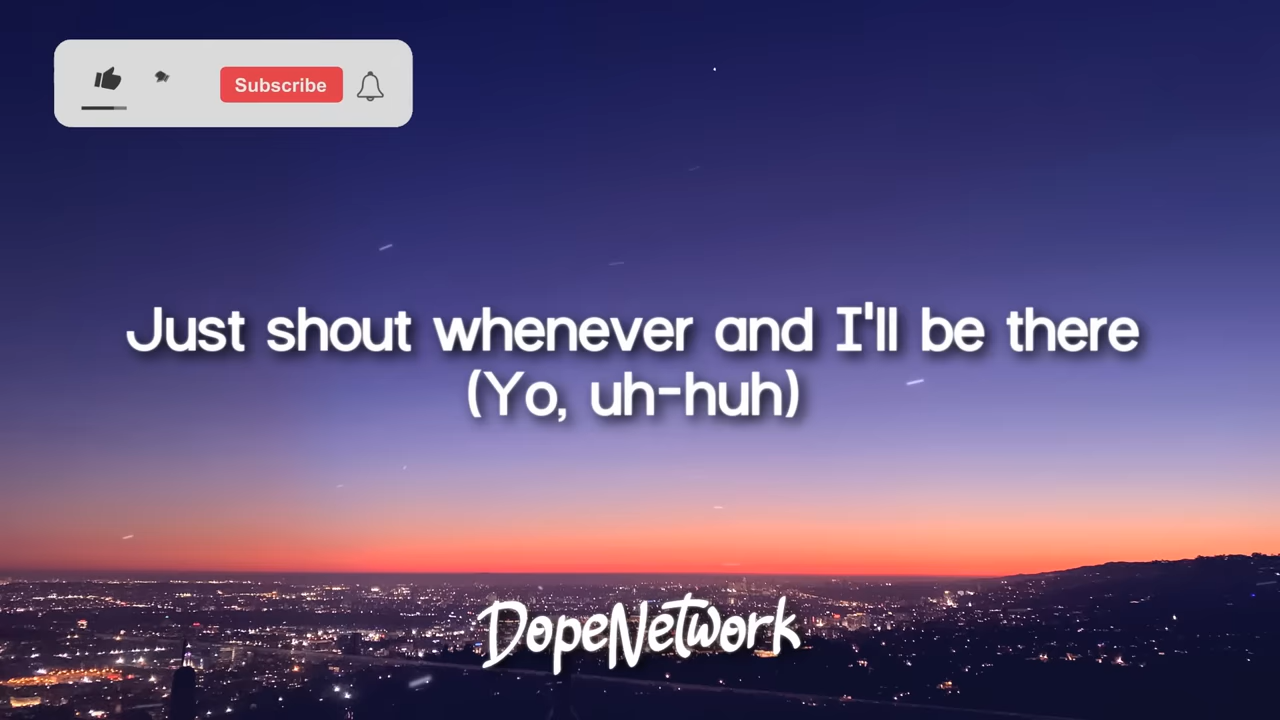 Subscribe
Just shout whenever and I'll be there
(Yo, uh-huh)
DopeNetwork